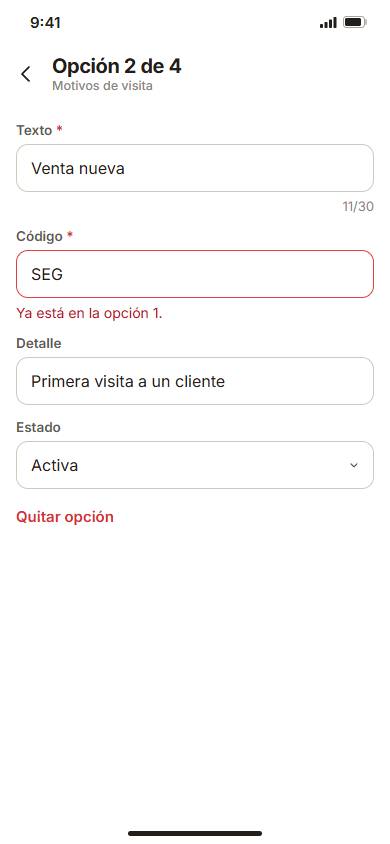 9:41
Opción 2 de 4
Motivos de visita
Texto *
Venta nueva
11/30
Código *
SEG
Ya está en la opción 1.
Detalle
Primera visita a un cliente
Estado
Activa
Quitar opción